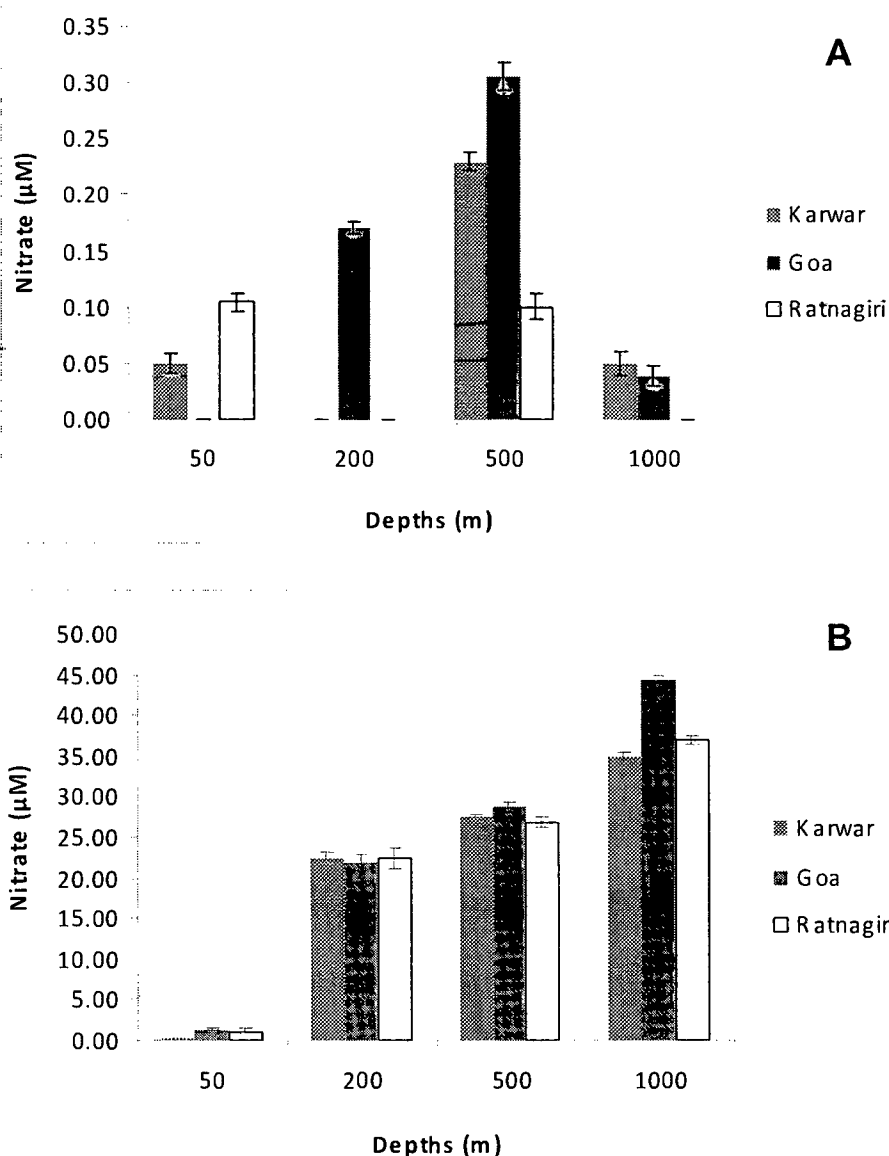 A
0.35
0.30
0.25
0.20
0.15
0.10
0.05
0.00
Nitrate (µM)
50 200 500 1000
Depths (m)
Karwar
Goa
Ratnagiri
B
50.00
45.00
40.00
35.00
30.00
25.00
20.00
15.00
10.00
5.00
0.00
Nitrate (µM)
50 200 500 1000
Depths (m)
Karwar
Goa
Ratnagir